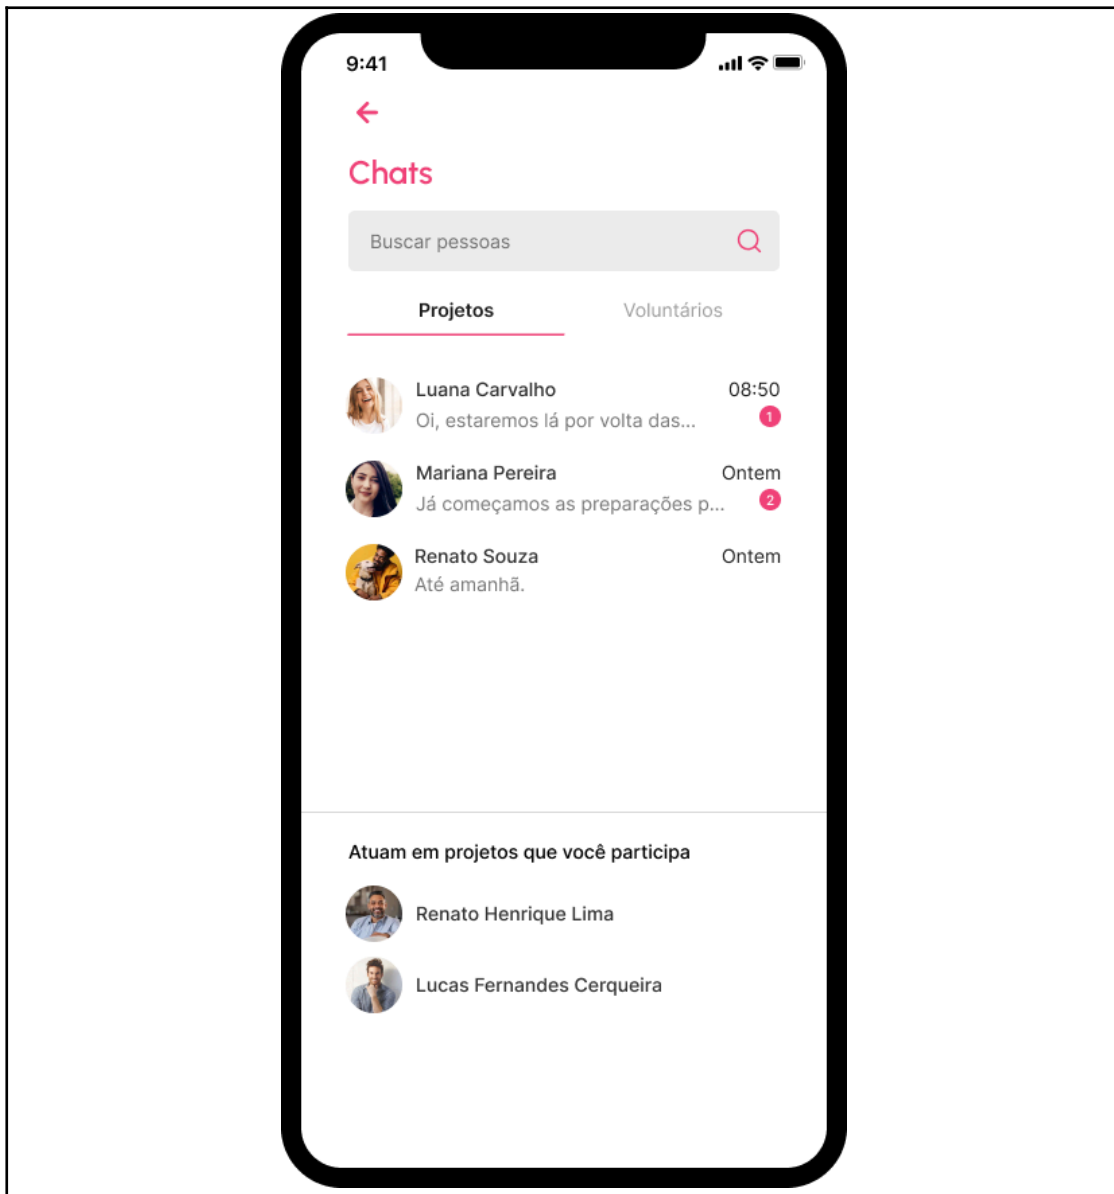 9:41
Chats
Buscar pessoas
Projetos Voluntários
Luana Carvalho 08:50
Oi, estaremos lá por volta das... 1
Mariana Pereira Ontem
Já começamos as preparações p... 2
Renato Souza Ontem
Até amanhã.
Atuam em projetos que você participa
Renato Henrique Lima
Lucas Fernandes Cerqueira